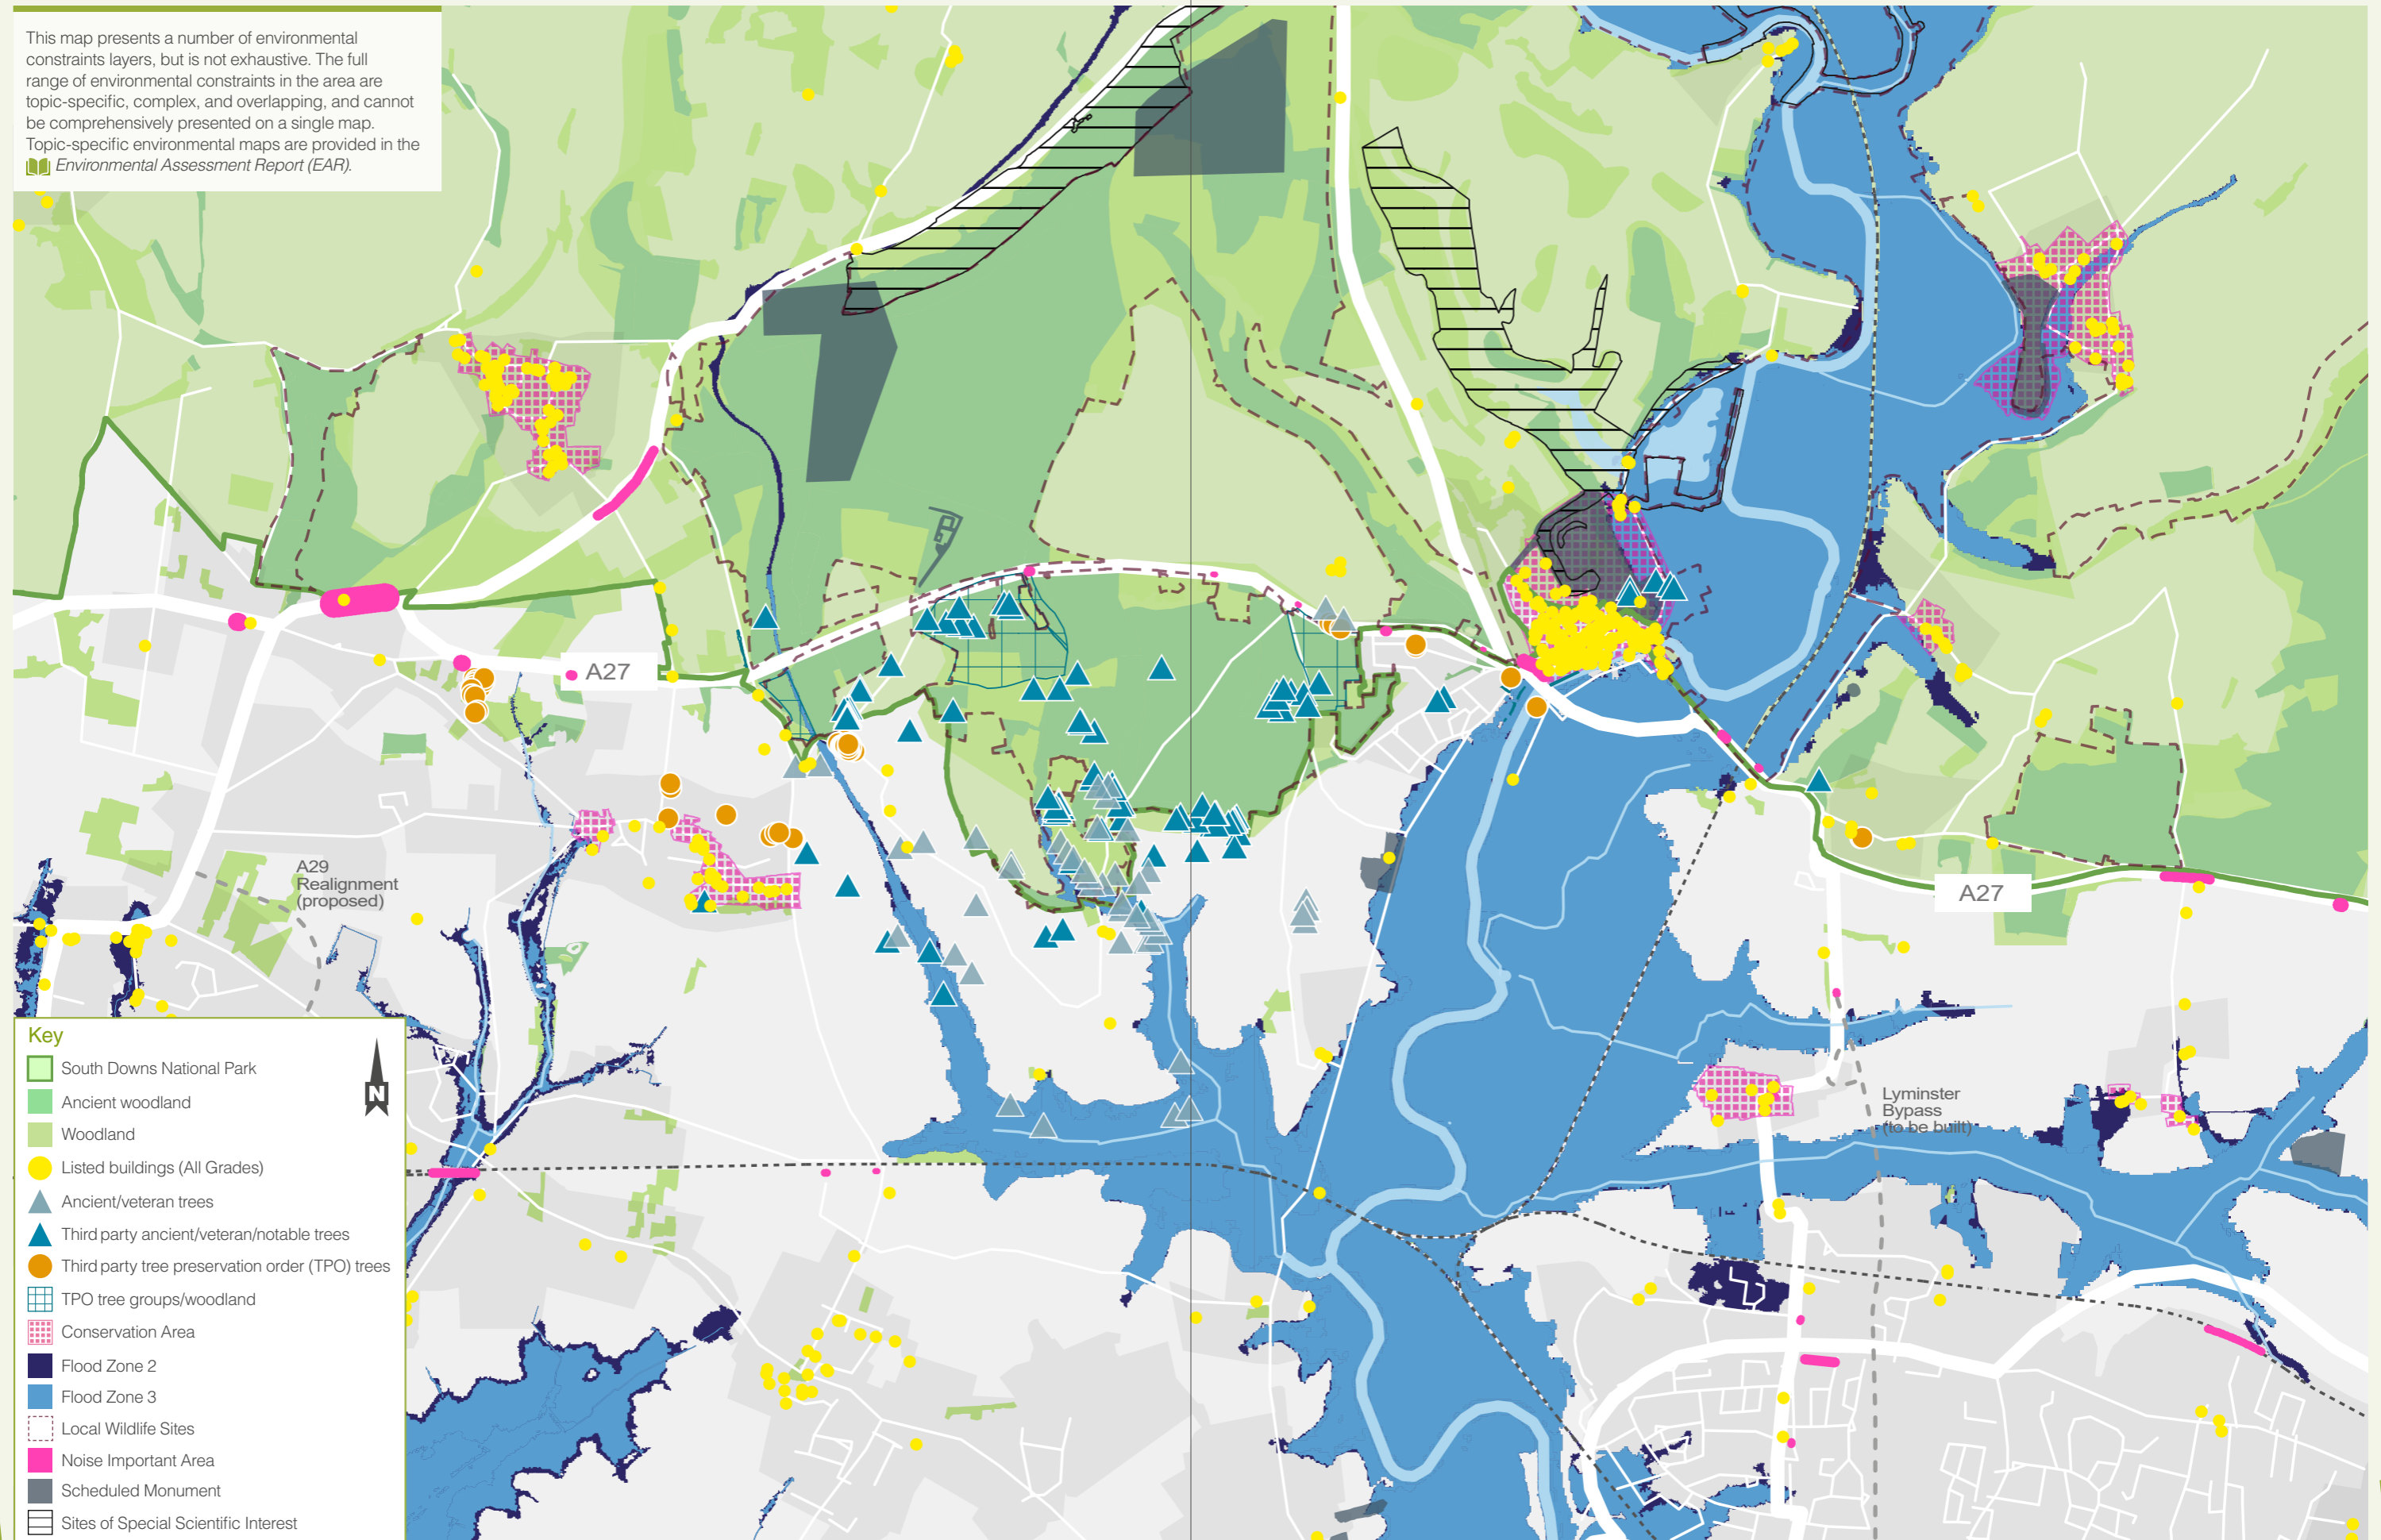 This map presents a number of environmental
constraints layers, but is not exhaustive. The full
range of environmental constraints in the area are
topic-specific, complex, and overlapping, and cannot
be comprehensively presented on a single map.
Topic-specific environmental maps are provided in the
Environmental Assessment Report (EAR).
A27
A29
Realignment
(proposed)
A27
Lyminster
Bypass
(to be built)
Key
N
South Downs National Park
Ancient woodland
Woodland
Listed buildings (All Grades)
Ancient/veteran trees
Third party ancient/veteran/notable trees
Third party tree preservation order (TPO) trees
TPO tree groups/woodland
Conservation Area
Flood Zone 2
Flood Zone 3
Local Wildlife Sites
Noise Important Area
Scheduled Monument
Sites of Special Scientific Interest